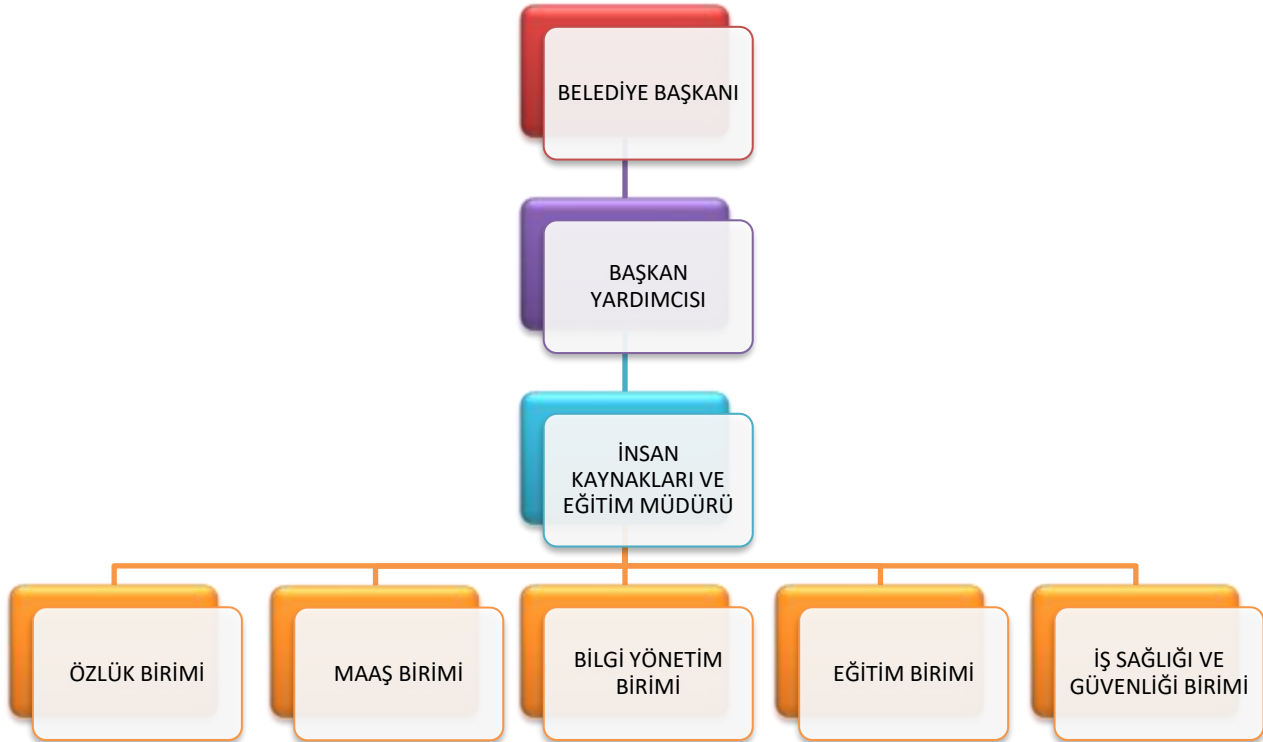 BELEDİYE BAŞKANI
BAŞKAN
YARDIMCISI
İNSAN
KAYNAKLARI VE
EĞİTİM MÜDÜRÜ
ÖZLÜK BİRİMİ
MAAŞ BİRİMİ
BİLGİ YÖNETİM
BİRİMİ
EĞİTİM BİRİMİ
İŞ SAĞLIĞI VE
GÜVENLİĞİ BİRİMİ